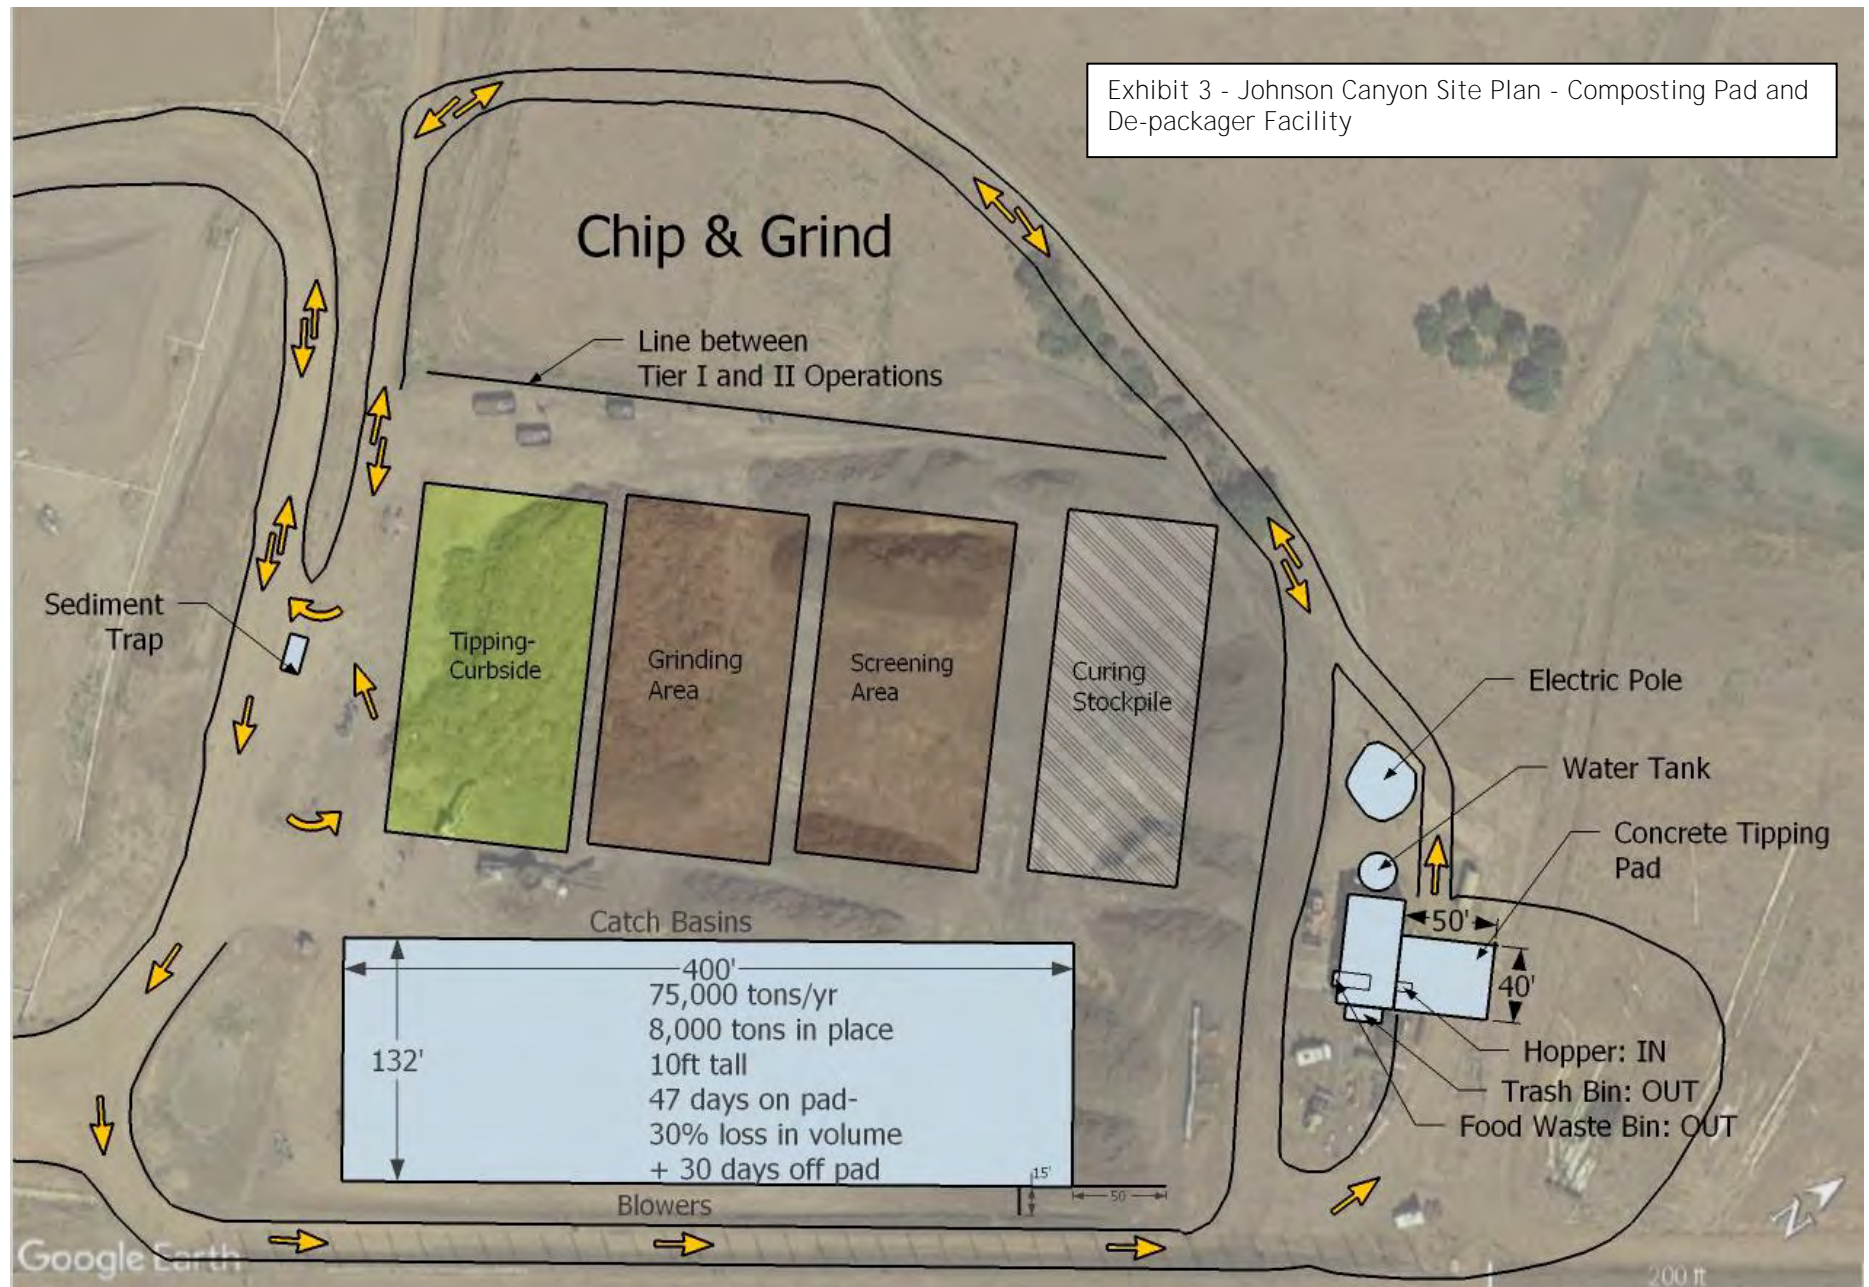 Exhibit 3 - Johnson Canyon Site Plan - Composting Pad and
De-packager Facility
Chip & Grind
Line between
Tier I and II Operations
Sediment
Trap
Tipping-
Curbside
Grinding
Area
Screening
Area
Curing
Stockpile
Electric Pole
Water Tank
Concrete Tipping
Pad
50'
40'
Hopper: IN
Trash Bin: OUT
Food Waste Bin: OUT
Catch Basins
400'
75,000 tons/yr
8,000 tons in place
10ft tall
47 days on pad-
30% loss in volume
+ 30 days off pad
132'
15'
50'
Blowers
Google Earth
N
200 ft